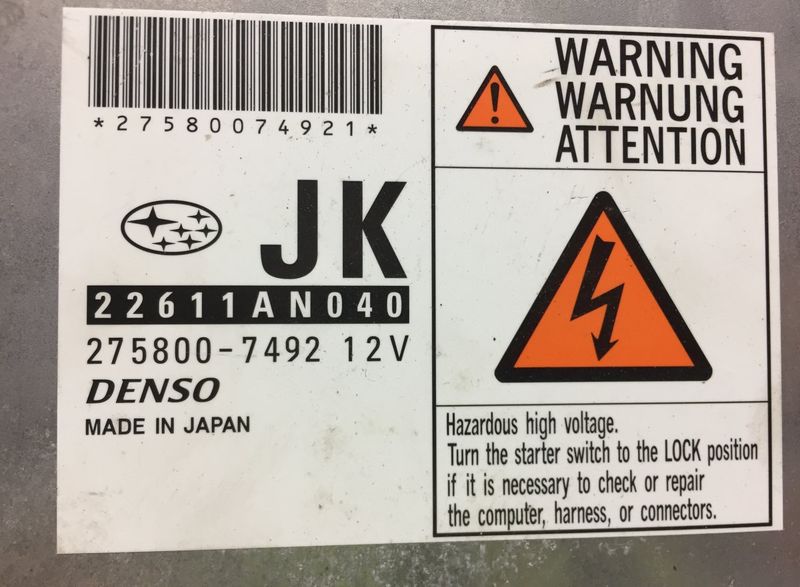 *27580074921*
JK
22611AN040
275800-7492 12V
DENSO
MADE IN JAPAN
WARNING
WARNUNG
ATTENTION
Hazardous high voltage.
Turn the starter switch to the LOCK position
if it is necessary to check or repair
the computer, harness, or connectors.